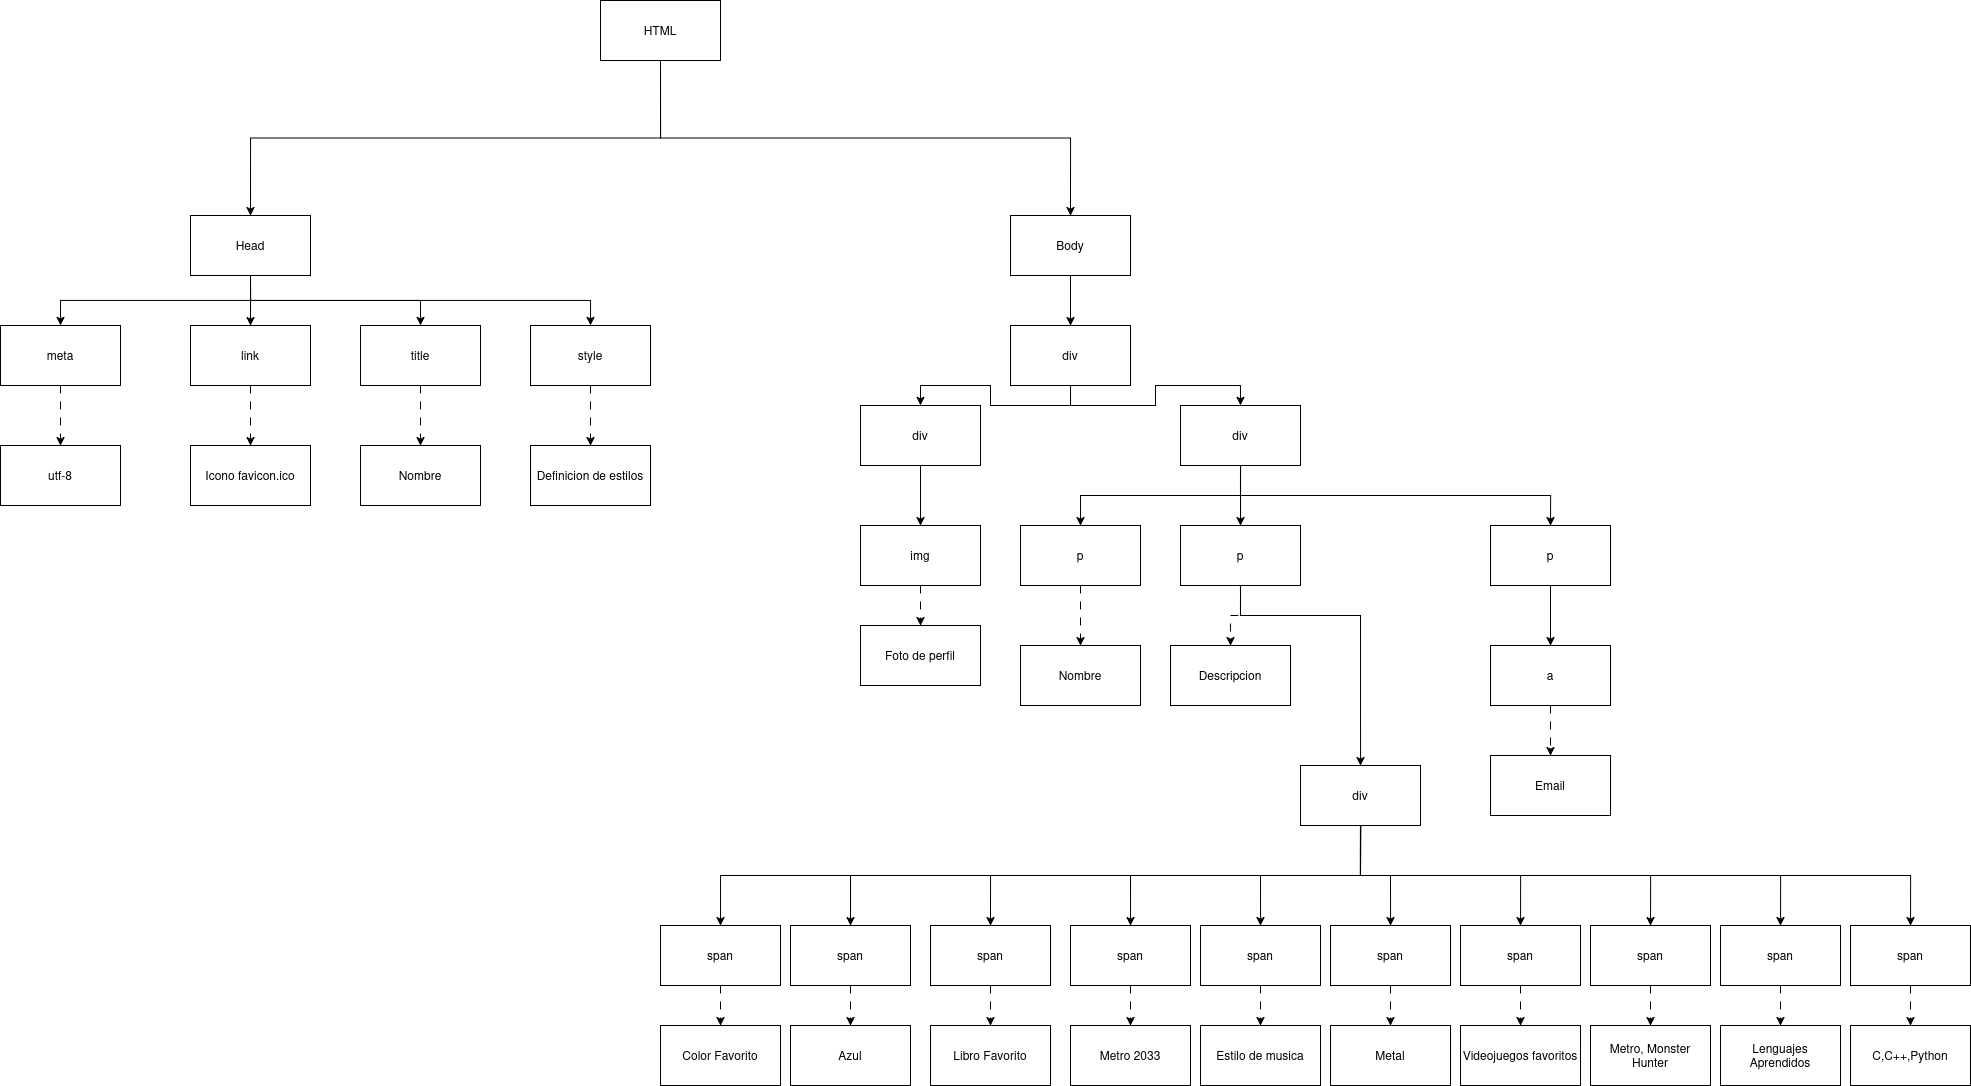 HTML
Head
Body
meta
link
title
style
div
div
div
utf-8
Icono favicon.ico
Nombre
Definicion de estilos
img
p
p
p
Foto de perfil
Nombre
Descripcion
a
div
Email
span
span
span
span
span
span
span
span
span
span
Color Favorito
Azul
Libro Favorito
Metro 2033
Estilo de musica
Metal
Videojuegos favoritos
Metro, Monster
Hunter
Lenguajes
Aprendidos
C,C++,Python